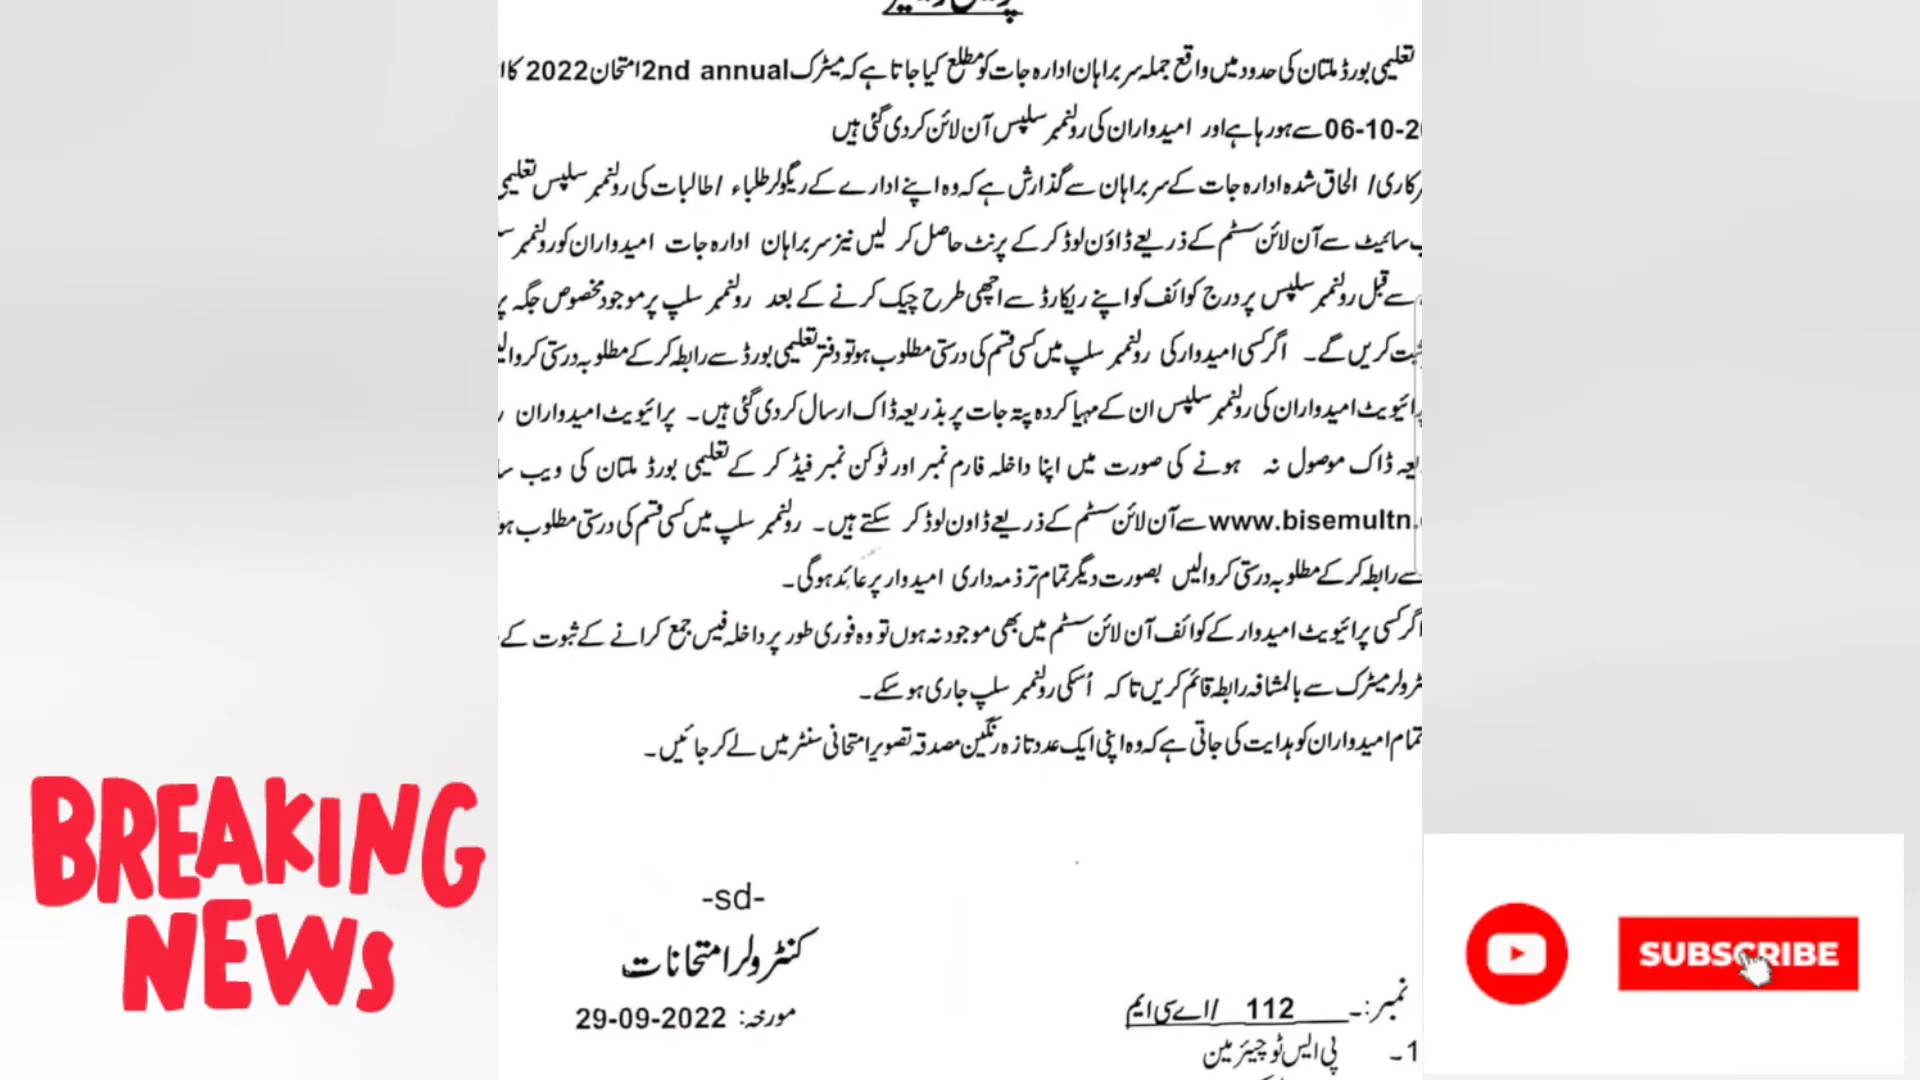 تعلیمی بورڈ ملتان کی حدود میں واقع جملہ سربراہان ادارہ جات کو مطلع کیا جاتا ہے کہ میٹرک 2nd annual امتحان 2022 کا
06-10-2 سے ہو رہا ہے اور امیدواران کی رولنمبر سلپس آن لائن کر دی گئی ہیں
رکاری/ الحاق شدہ ادارہ جات کے سربراہان سے گذارش ہے کہ وہ اپنے ادارے کے ریگولر طلباء /طالبات کی رولنمبر سلپس تعلیمی
سائیٹ سے آن لائن سسٹم کے ذریعے ڈاؤن لوڈ کر کے پرنٹ حاصل کر لیں نیز سربراہان ادارہ جات امیدواران کو رولنمبر
سے قبل رولنمبر سلپس پر درج کوائف کو اپنے ریکارڈ سے اچھی طرح چیک کرنے کے بعد رولنمبر سلپ پر موجود مخصوص جگہ پر
ثبت کریں گے۔ اگر کسی امیدوار کی رولنمبر سلپ میں کسی قسم کی درستی مطلوب ہو تو دفتر تعلیمی بورڈ سے رابطہ کر کے مطلوبہ درستی کروا
پرائیویٹ امیدواران کی رولنمبر سلپس ان کے مہیا کردہ پتہ جات پر بذریعہ ڈاک ارسال کر دی گئی ہیں۔ پرائیویٹ امیدواران
یعہ ڈاک موصول نہ ہونے کی صورت میں اپنا داخلہ فارم نمبر اور ٹوکن نمبر فیڈ کر کے تعلیمی بورڈ ملتان کی ویب
www.bisemultn. سے آن لائن سسٹم کے ذریعے ڈاون لوڈ کر سکتے ہیں۔ رولنمبر سلپ میں کسی قسم کی درستی مطلوب ہو
سے رابطہ کر کے مطلوبہ درستی کروالیں بصورت دیگر تمام تر ذمہ داری امیدوار پر عائد ہوگی۔
اگر کسی پرائیویٹ امیدوار کے کوائف آن لائن سسٹم میں بھی موجود نہ ہوں تو وہ فوری طور پر داخلہ فیس جمع کرانے کے ثبوت کے
ٹرولر میٹرک سے بالمشافہ رابطہ قائم کریں تا کہ اُسکی رولنمبر سلپ جاری ہو سکے۔
تمام امیدواران کو ہدایت کی جاتی ہے کہ وہ اپنی ایک عدد تازہ رنگین مصدقہ تصویر امتحانی سنٹر میں لے کر جائیں۔
-sd-
کنٹرولر امتحانات
مورخہ: 29-09-2022
نمبر:۔ 112 /اے سی ایم
1۔ پی ایس ٹو چیئرمین
BREAKING
NEWS
SUBSCRIBE